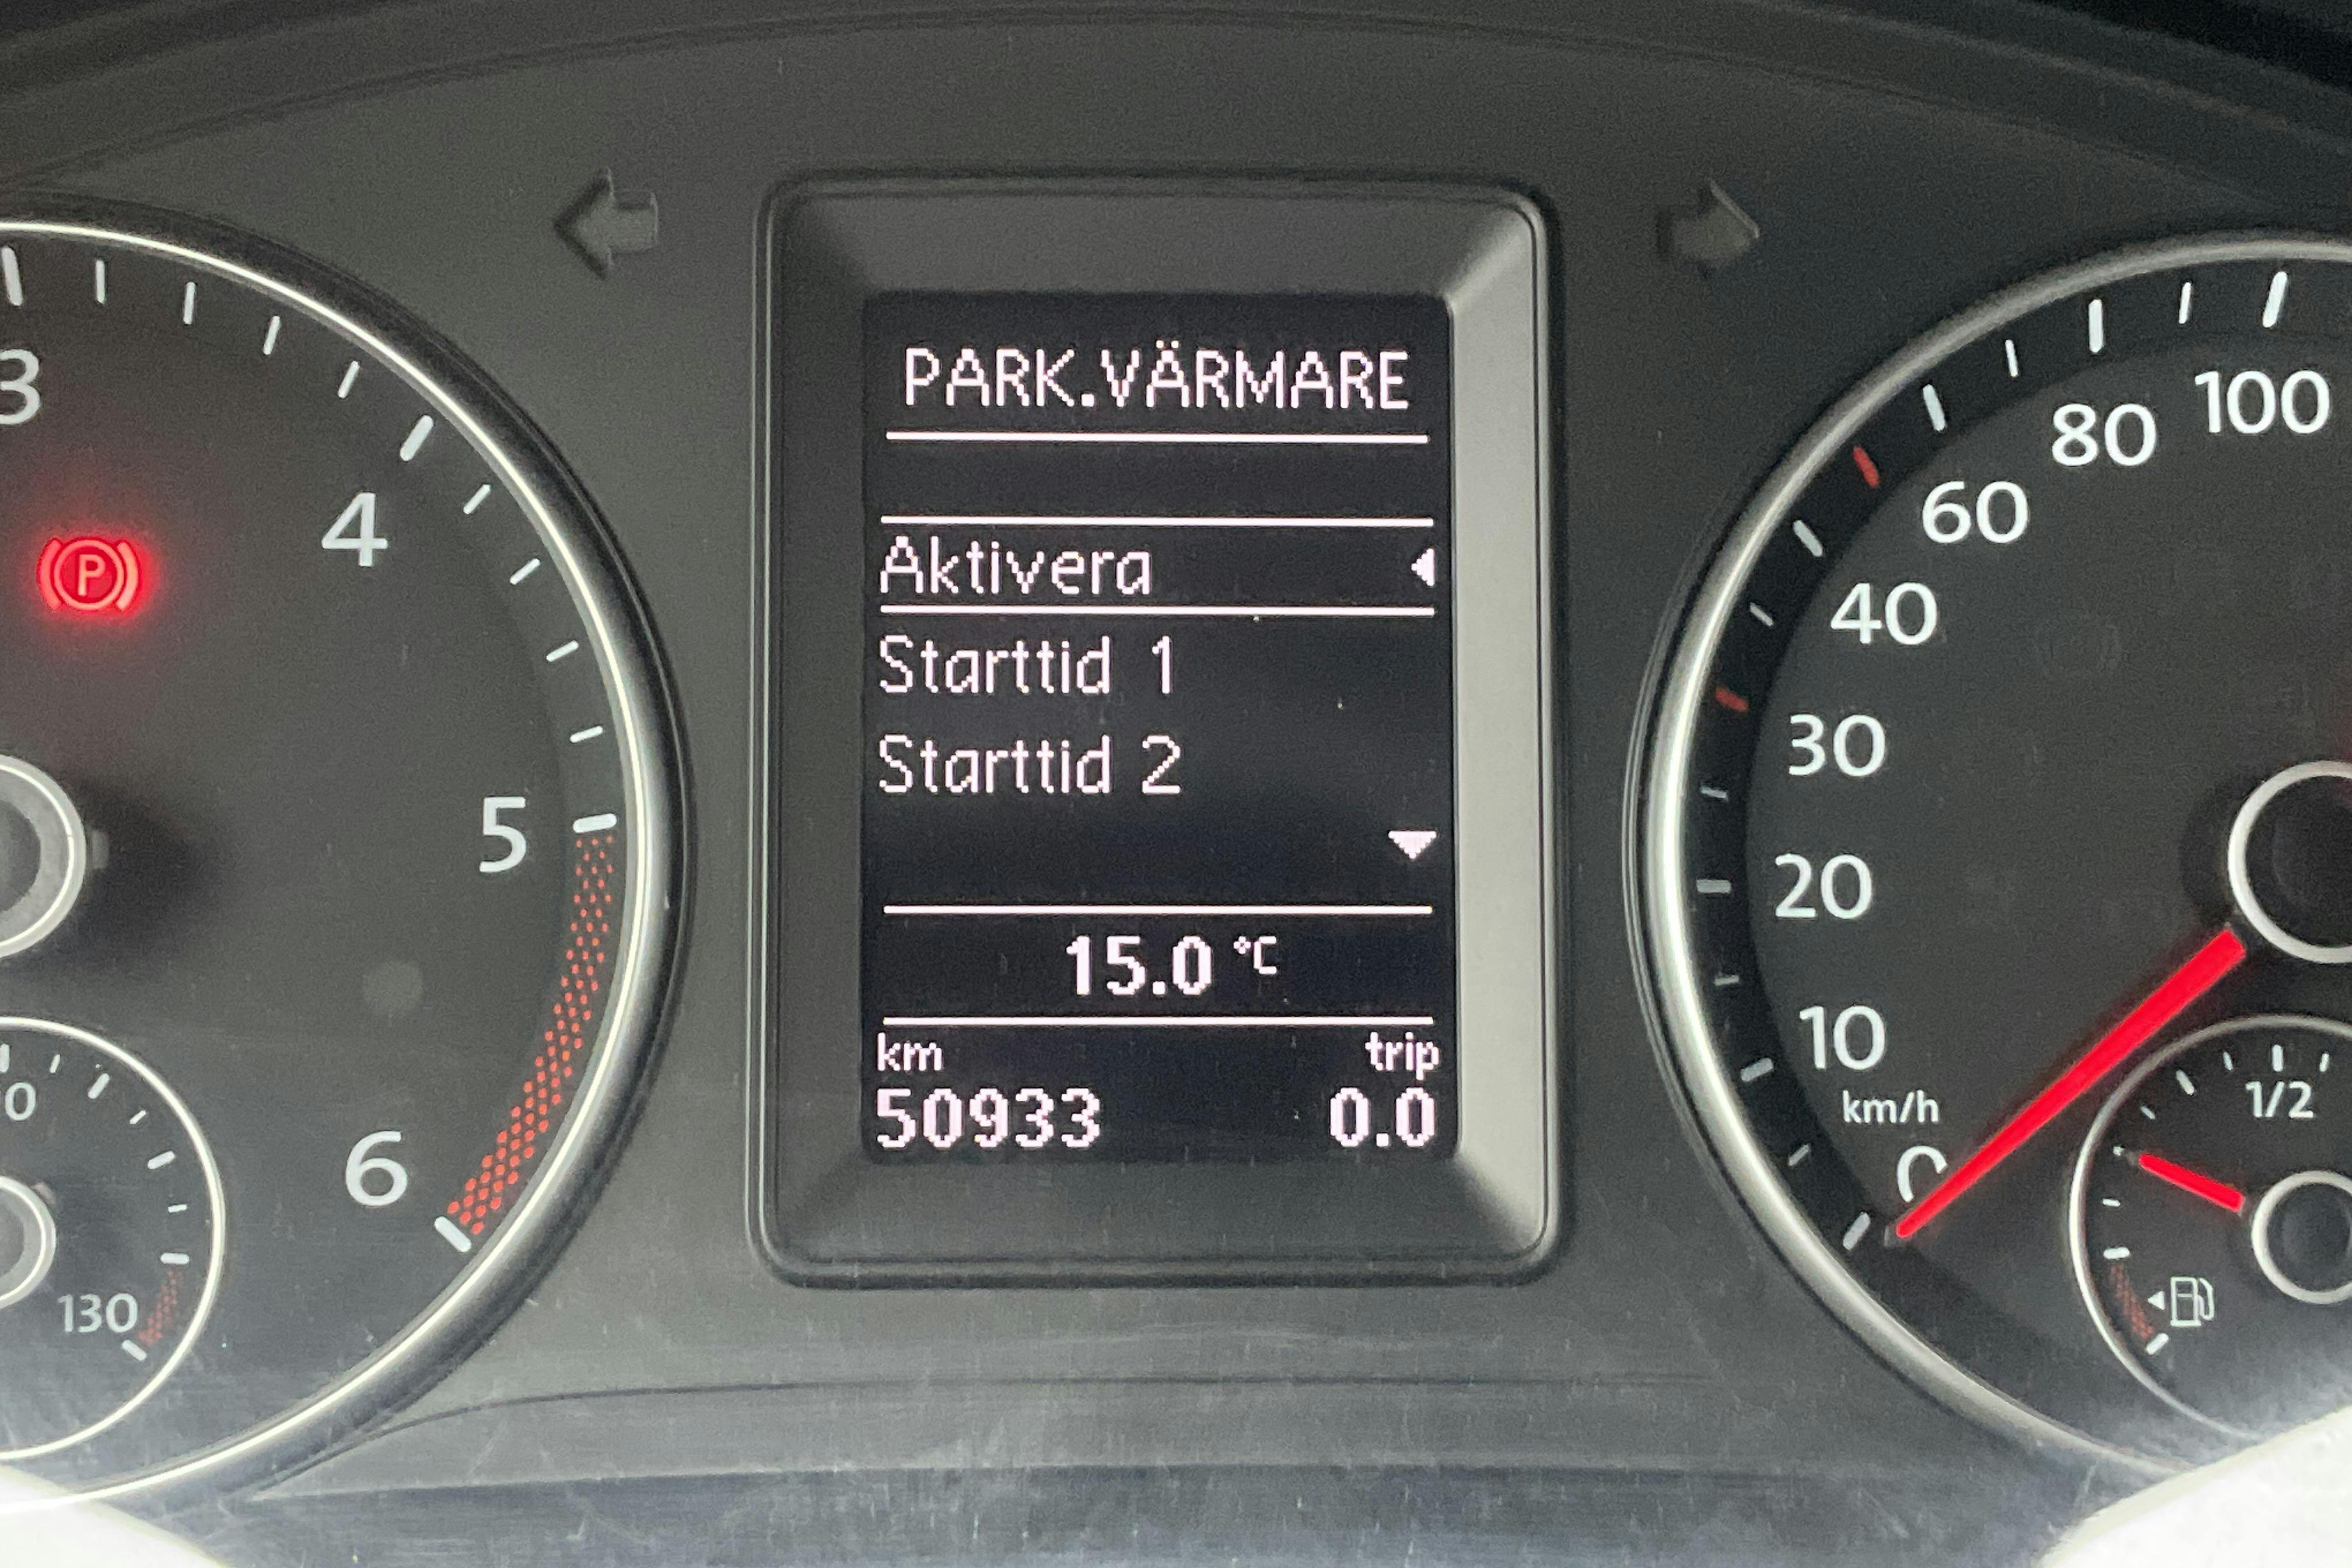 PARK.VÄRMARE
Aktivera
Starttid 1
Starttid 2
15.0 °C
km trip
50933 0.0
3
4
5
6
P
130
100
80
60
40
30
20
10
km/h
0
1/2